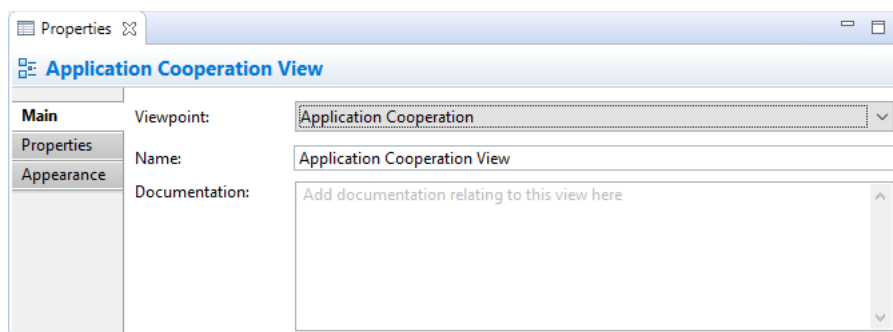 Properties
Application Cooperation View
Main
Viewpoint:
Application Cooperation
Properties
Name:
Application Cooperation View
Appearance
Documentation:
Add documentation relating to this view here